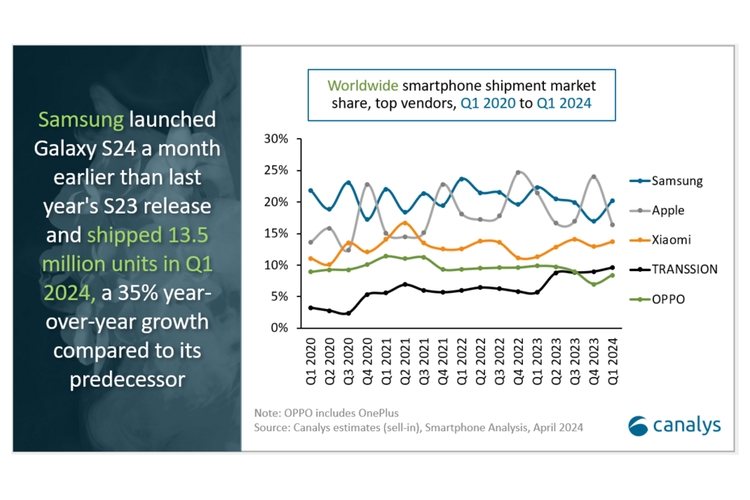 Samsung launched
Galaxy S24 a month
earlier than last
year's S23 release
and shipped 13.5
million units in Q1
2024, a 35% year-
over-year growth
compared to its
predecessor
Worldwide smartphone shipment market
share, top vendors, Q1 2020 to Q1 2024
30%
25%
20%
15%
10%
5%
0%
Q1 2020
Q2 2020
Q3 2020
Q4 2020
Q1 2021
Q2 2021
Q3 2021
Q4 2021
Q1 2022
Q2 2022
Q3 2022
Q4 2022
Q1 2023
Q2 2023
Q3 2023
Q4 2023
Q1 2024
Samsung
Apple
Xiaomi
TRANSSION
OPPO
Note: OPPO includes OnePlus
Source: Canalys estimates (sell-in), Smartphone Analysis, April 2024
canalys